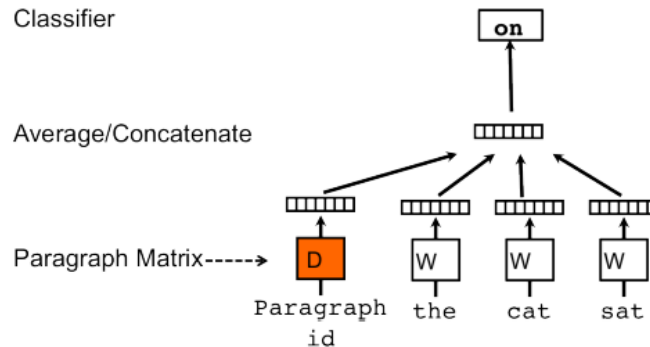 Classifier
on
Average/Concatenate
Paragraph Matrix
D
W
W
W
Paragraph
id
the
cat
sat